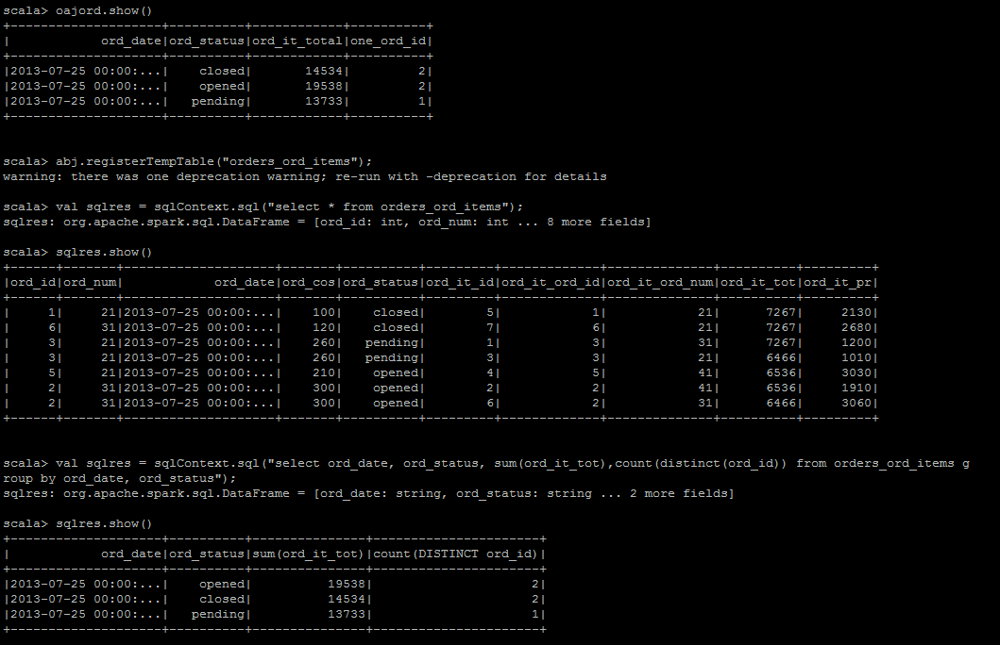 scala> oajord.show()
+--------------------+----------+------------+----------+
|            ord_date|ord_status|ord_it_total|one_ord_id|
+--------------------+----------+------------+----------+
|2013-07-25 00:00:...|    closed|       14534|         2|
|2013-07-25 00:00:...|    opened|       19538|         2|
|2013-07-25 00:00:...|   pending|       13733|         1|
+--------------------+----------+------------+----------+
scala> abj.registerTempTable("orders_ord_items");
warning: there was one deprecation warning; re-run with -deprecation for details
scala> val sqlres = sqlContext.sql("select * from orders_ord_items");
sqlres: org.apache.spark.sql.DataFrame = [ord_id: int, ord_num: int ... 8 more fields]
scala> sqlres.show()
+------+-------+--------------------+-------+----------+---------+-------------+--------------+----------+---------+
|ord_id|ord_num|            ord_date|ord_cos|ord_status|ord_it_id|ord_it_ord_id|ord_it_ord_num|ord_it_tot|ord_it_pr|
+------+-------+--------------------+-------+----------+---------+-------------+--------------+----------+---------+
|     1|     21|2013-07-25 00:00:...|    100|    closed|        5|            1|            21|      7267|     2130|
|     6|     31|2013-07-25 00:00:...|    120|    closed|        7|            6|            21|      7267|     2680|
|     3|     21|2013-07-25 00:00:...|    260|   pending|        1|            3|            31|      7267|     1200|
|     3|     21|2013-07-25 00:00:...|    260|   pending|        3|            3|            21|      6466|     1010|
|     5|     21|2013-07-25 00:00:...|    210|    opened|        4|            5|            41|      6536|     3030|
|     2|     31|2013-07-25 00:00:...|    300|    opened|        2|            2|            41|      6536|     1910|
|     2|     31|2013-07-25 00:00:...|    300|    opened|        6|            2|            31|      6466|     3060|
+------+-------+--------------------+-------+----------+---------+-------------+--------------+----------+---------+
scala> val sqlres = sqlContext.sql("select ord_date, ord_status, sum(ord_it_tot),count(distinct(ord_id)) from orders_ord_items g
roup by ord_date, ord_status");
sqlres: org.apache.spark.sql.DataFrame = [ord_date: string, ord_status: string ... 2 more fields]
scala> sqlres.show()
+--------------------+----------+---------------+----------------------+
|            ord_date|ord_status|sum(ord_it_tot)|count(DISTINCT ord_id)|
+--------------------+----------+---------------+----------------------+
|2013-07-25 00:00:...|    opened|          19538|                     2|
|2013-07-25 00:00:...|    closed|          14534|                     2|
|2013-07-25 00:00:...|   pending|          13733|                     1|
+--------------------+----------+---------------+----------------------+